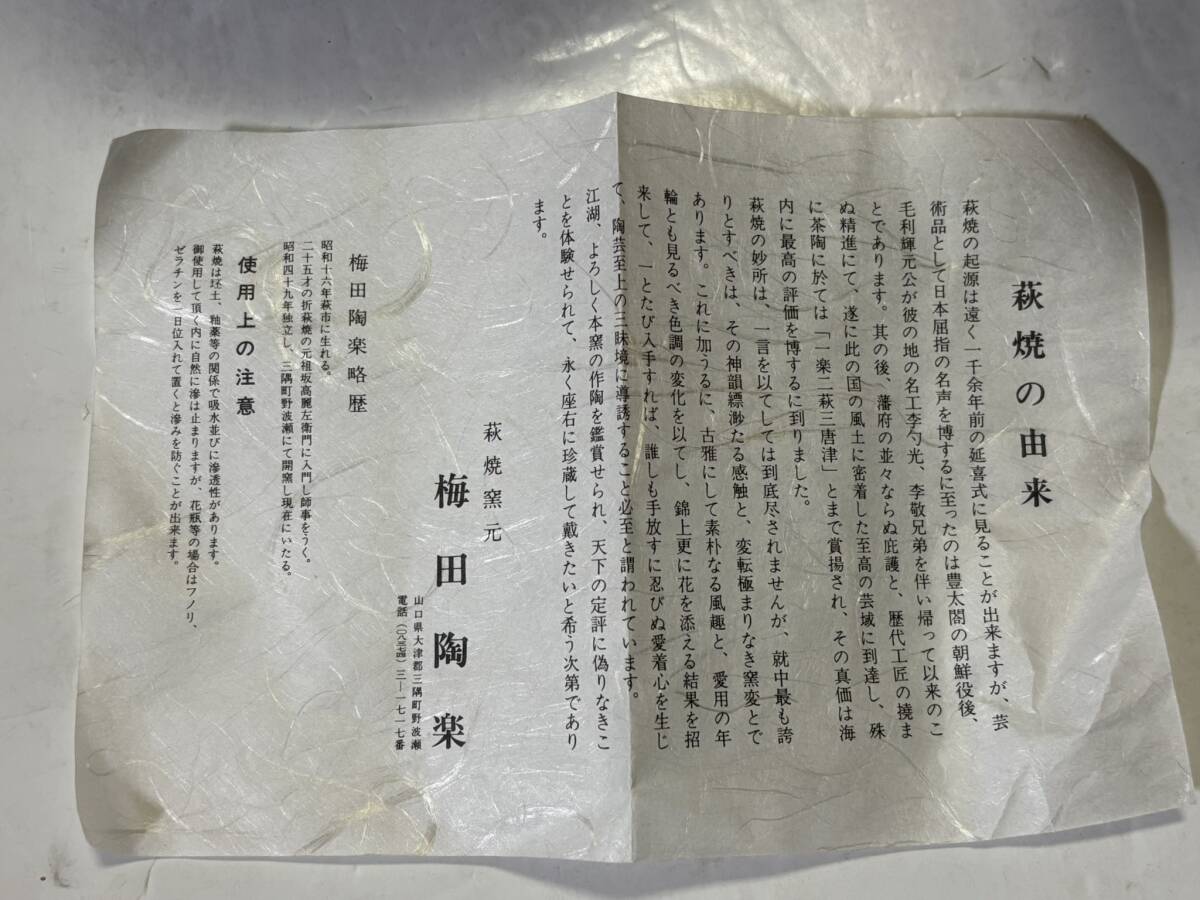 萩焼の由来
萩焼の起源は遠く一千余年前の延喜式に見ることが出来ますが、芸
術品として日本屈指の名声を博するに至ったのは豊太閤の朝鮮役後、
毛利輝元公が彼の地の名工李勺光、李敬兄弟を伴い帰って以来のこ
とであります。其の後、藩府の並々ならぬ庇護と、歴代工匠の撓ま
ぬ精進にて、遂に此の国の風土に密着した至高の芸域に到達し、殊
に茶陶に於ては「一楽二萩三唐津」とまで賞揚され、その真価は海
内に最高の評価を博するに到りました。
萩焼の妙所は、一言を以てしては到底尽されませんが、就中最も誇
りとすべきは、その神韻縹渺たる感触と、変転極まりなき窯変とで
あります。これに加うるに、古雅にして素朴なる風趣と、愛用の年
輪とも見るべき色調の変化を以てし、錦上更に花を添える結果を招
来して、一とたび入手すれば、誰しも手放すに忍びぬ愛着心を生じ
て、陶芸至上の三昧境に導誘すること必至と謂われています。
江湖、よろしく本窯の作陶を鑑賞せられ、天下の定評に偽りなきこ
とを体験せられて、永く座右に珍蔵して戴きたいと希う次第であり
ます。
萩焼窯元
梅田陶楽
山口県大津郡三隅町野波瀬
電話(〇八三七四)三―一七一七番
梅田陶楽略歴
昭和十六年萩市に生れる。
二十五才の折萩焼の元祖坂高麗左衛門に入門し師事をうく。
昭和四十九年独立し、三隅町野波瀬にて開窯し現在にいたる。
使用上の注意
萩焼は坯土、釉薬等の関係で吸水並びに滲透性があります。
御使用して頂く内に自然に滲は止まりますが、花瓶等の場合はフノリ、
ゼラチンを一日位入れて置くと滲みを防ぐことが出来ます。